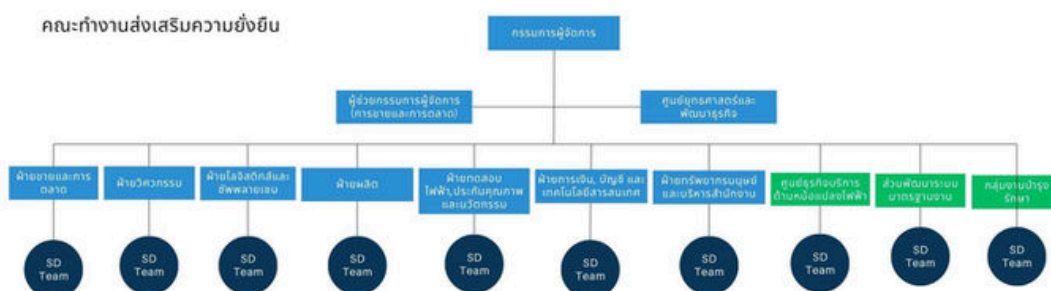 คณะทำงานส่งเสริมความยั่งยืน
กรรมการผู้จัดการ
ผู้ช่วยกรรมการผู้จัดการ
(การขายและการตลาด)
ศูนย์ยุทธศาสตร์และ
พัฒนาธุรกิจ
ฝ่ายขายและการ
ตลาด
ฝ่ายวิศวกรรม
ฝ่ายโลจิสติกส์และ
ซัพพลายเชน
ฝ่ายผลิต
ฝ่ายทดสอบ
ไฟฟ้า,ประกันคุณภาพ
และนวัตกรรม
ฝ่ายการเงิน, บัญชี และ
เทคโนโลยีสารสนเทศ
ฝ่ายทรัพยากรมนุษย์
และบริหารสำนักงาน
ศูนย์ธุรกิจบริการ
ด้านหม้อแปลงไฟฟ้า
ส่วนพัฒนาระบบ
มาตรฐานงาน
กลุ่มงานบำรุง
รักษา
SD
Team
SD
Team
SD
Team
SD
Team
SD
Team
SD
Team
SD
Team
SD
Team
SD
Team
SD
Team